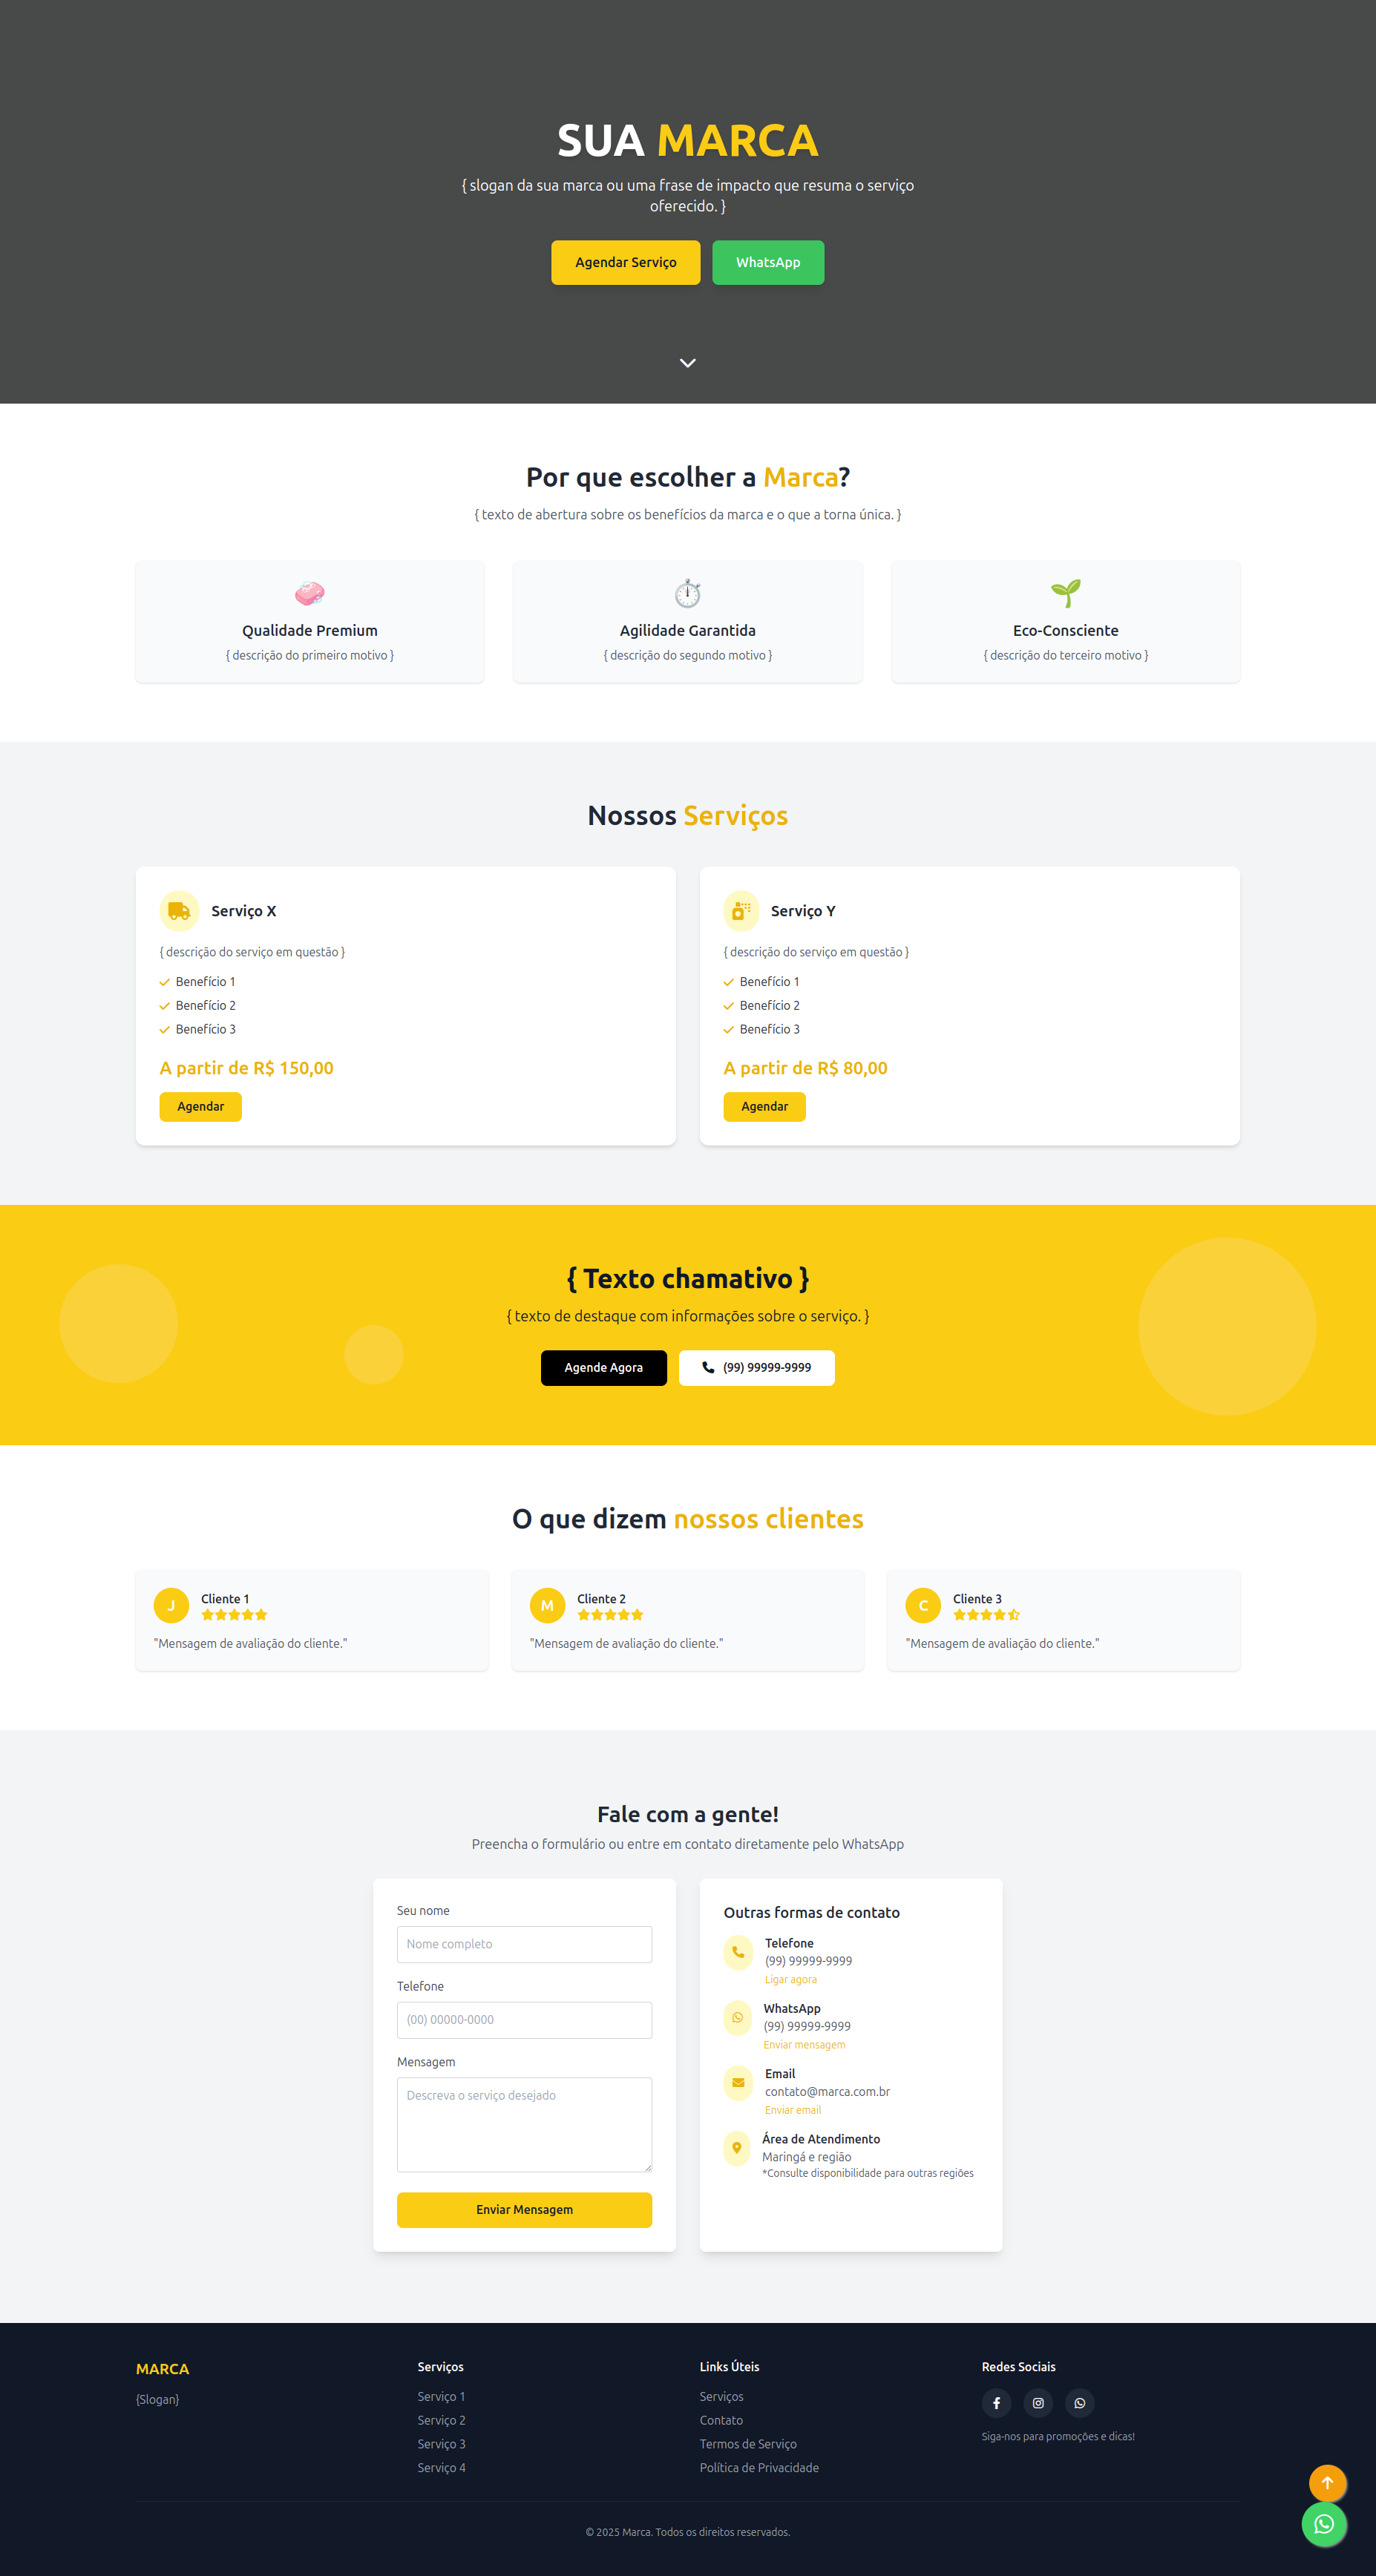 SUA MARCA
{ slogan da sua marca ou uma frase de impacto que resuma o serviço
oferecido. }
Agendar Serviço
WhatsApp
Por que escolher a Marca?
{ texto de abertura sobre os benefícios da marca e o que a torna única. }
Qualidade Premium
{ descrição do primeiro motivo }
Agilidade Garantida
{ descrição do segundo motivo }
Eco-Consciente
{ descrição do terceiro motivo }
Nossos Serviços
Serviço X
{ descrição do serviço em questão }
Benefício 1
Benefício 2
Benefício 3
A partir de R$ 150,00
Agendar
Serviço Y
{ descrição do serviço em questão }
Benefício 1
Benefício 2
Benefício 3
A partir de R$ 80,00
Agendar
{ Texto chamativo }
{ texto de destaque com informações sobre o serviço. }
Agende Agora
(99) 99999-9999
O que dizem nossos clientes
J
Cliente 1
"Mensagem de avaliação do cliente."
M
Cliente 2
"Mensagem de avaliação do cliente."
C
Cliente 3
"Mensagem de avaliação do cliente."
Fale com a gente!
Preencha o formulário ou entre em contato diretamente pelo WhatsApp
Seu nome
Nome completo
Telefone
(00) 00000-0000
Mensagem
Descreva o serviço desejado
Enviar Mensagem
Outras formas de contato
Telefone
(99) 99999-9999
Ligar agora
WhatsApp
(99) 99999-9999
Enviar mensagem
Email
contato@marca.com.br
Enviar email
Área de Atendimento
Maringá e região
*Consulte disponibilidade para outras regiões
MARCA
{Slogan}
Serviços
Serviço 1
Serviço 2
Serviço 3
Serviço 4
Links Úteis
Serviços
Contato
Termos de Serviço
Política de Privacidade
Redes Sociais
Siga-nos para promoções e dicas!
© 2025 Marca. Todos os direitos reservados.